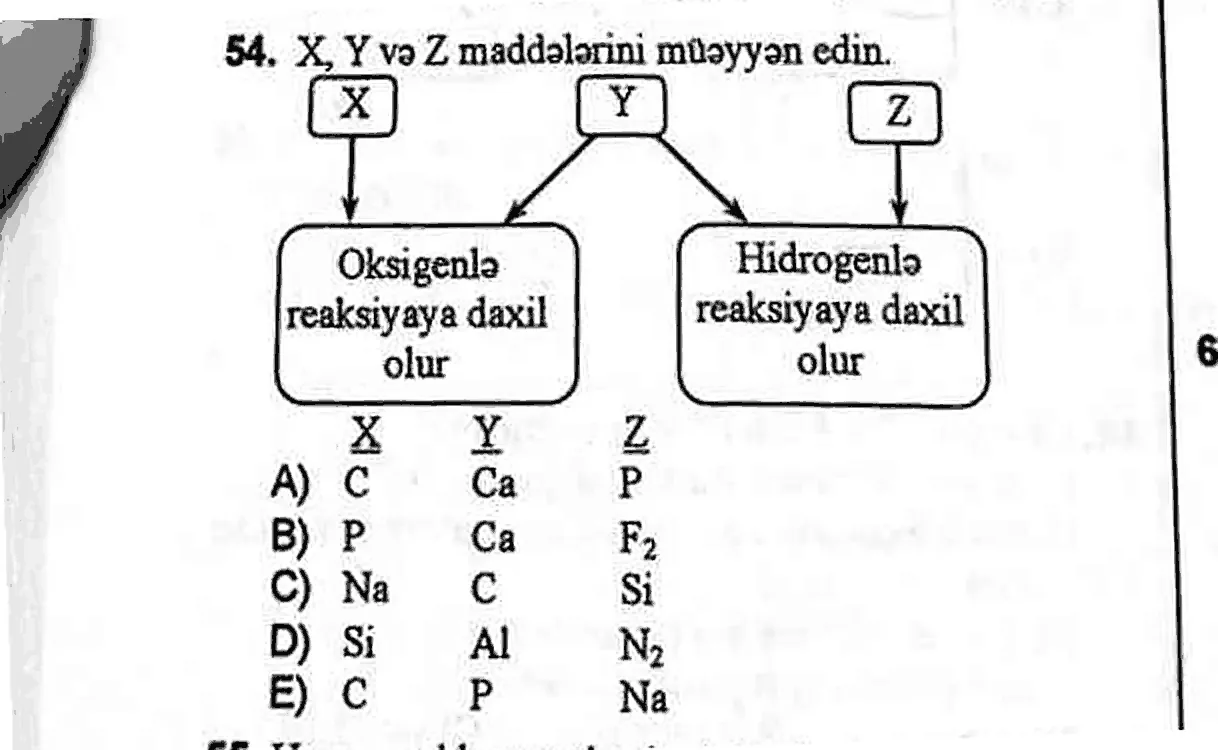 54. X, Y və Z maddələrini müəyyən edin.
X Y Z
Oksigenlə
reaksiyaya daxil
olur
Hidrogenlə
reaksiyaya daxil
olur
6
X Y Z
A) C Ca P
B) P Ca F₂
C) Na C Si
D) Si Al N₂
E) C P Na